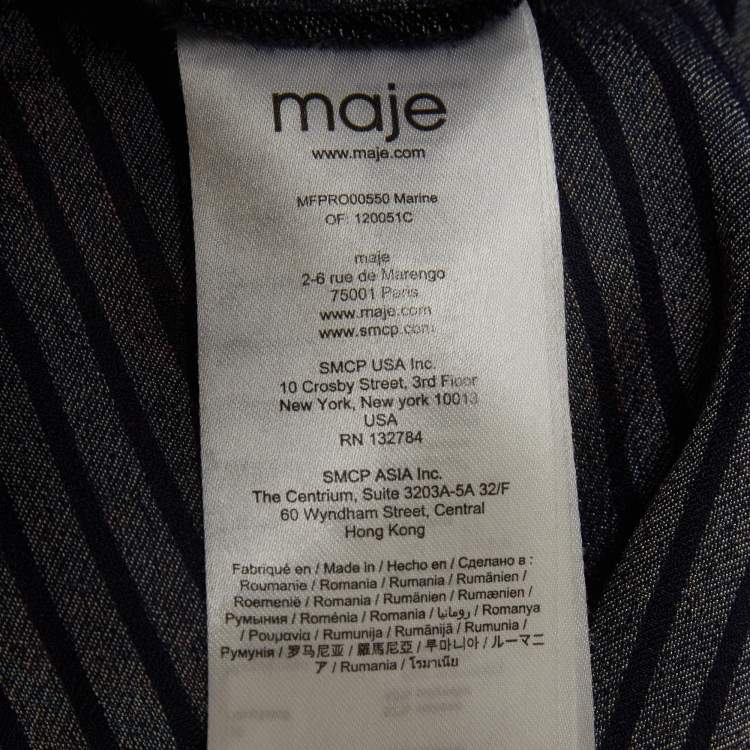 maje
www.maje.com
MFPRO00550 Marine
OF: 120051C
maje
2-6 rue de Marengo
75001 Paris
www.maje.com
www.smcp.com
SMCP USA Inc.
10 Crosby Street, 3rd Floor
New York, New york 10013
USA
RN 132784
SMCP ASIA Inc.
The Centrium, Suite 3203A-5A 32/F
60 Wyndham Street, Central
Hong Kong
Fabriqué en / Made in / Hecho en / Сделано в :
Roumanie / Romania / Rumania / Rumänien /
Roemenië / Romania / Rumänien / Rumænien /
Румыния / Roménia / Romania / رومانيا / Romanya
/ Ρουμανία / Rumunija / Rumānijā / Rumunia /
Румунія / 罗马尼亚 / 羅馬尼亞 / 루마니아 / ルーマニ
ア / Rumania / โรมาเนีย